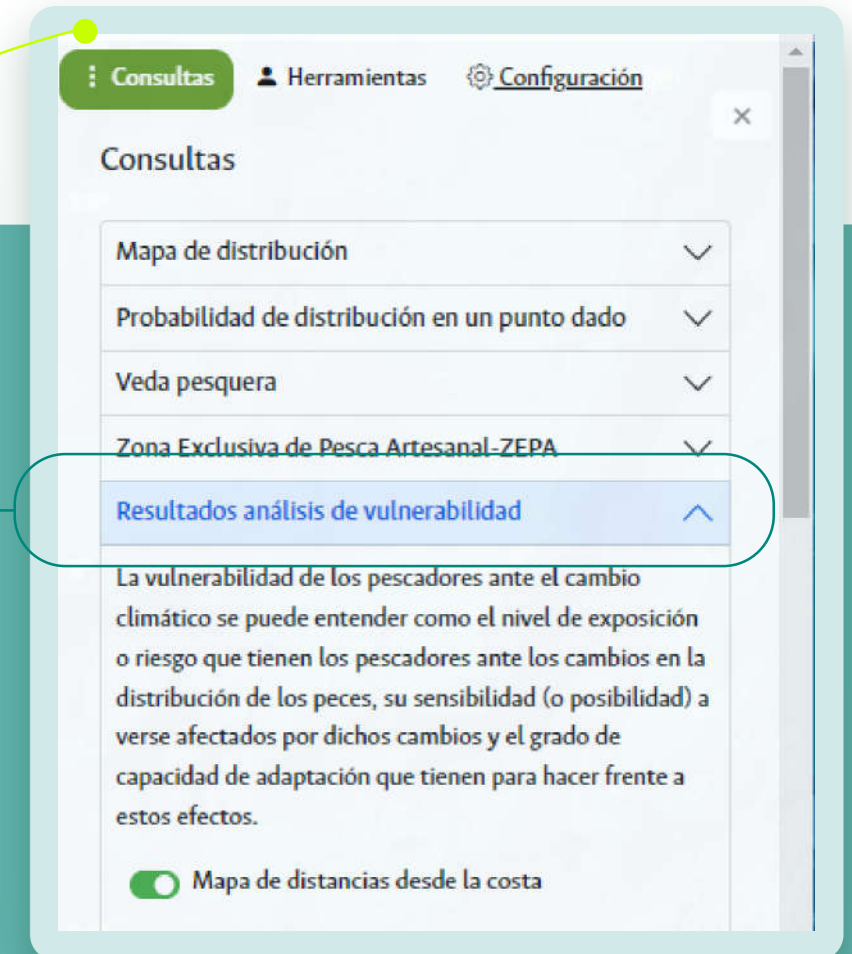 Consultas Herramientas Configuración
Consultas
Mapa de distribución
Probabilidad de distribución en un punto dado
Veda pesquera
Zona Exclusiva de Pesca Artesanal-ZEPA
Resultados análisis de vulnerabilidad
La vulnerabilidad de los pescadores ante el cambio
climático se puede entender como el nivel de exposición
o riesgo que tienen los pescadores ante los cambios en la
distribución de los peces, su sensibilidad (o posibilidad) a
verse afectados por dichos cambios y el grado de
capacidad de adaptación que tienen para hacer frente a
estos efectos.
Mapa de distancias desde la costa